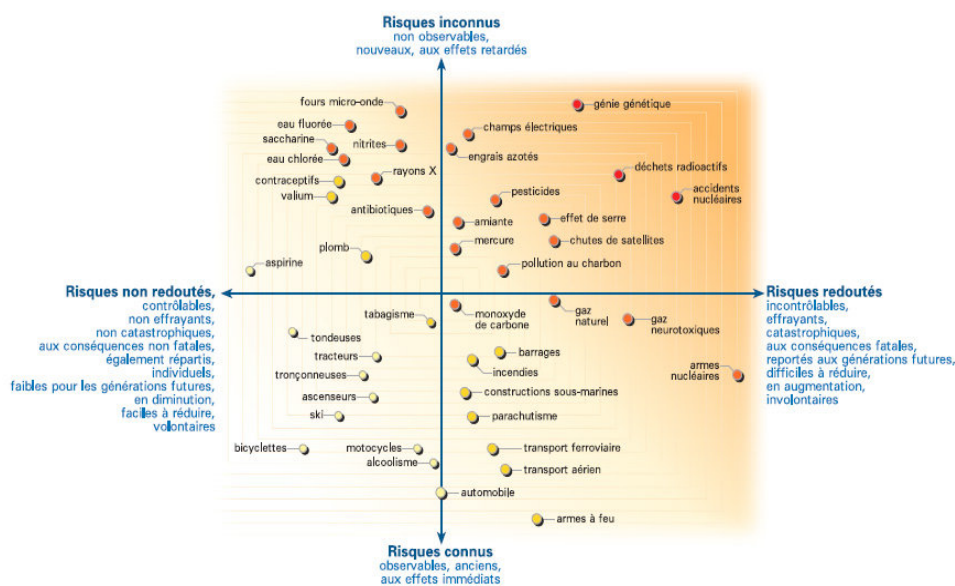 Risques inconnus
non observables,
nouveaux, aux effets retardés
fours micro-onde
génie génétique
eau fluorée
champs électriques
saccharine
nitrites
engrais azotés
eau chlorée
rayons X
déchets radioactifs
contraceptifs
valium
pesticides
accidents
nucléaires
antibiotiques
amiante
effet de serre
mercure
chutes de satellites
plomb
aspirine
pollution au charbon
Risques non redoutés,
contrôlables,
non effrayants,
non catastrophiques,
aux conséquences non fatales,
également répartis,
individuels,
faibles pour les générations futures,
en diminution,
faciles à réduire,
volontaires
Risques redoutés
incontrôlables,
effrayants,
catastrophiques,
aux conséquences fatales,
reportés aux générations futures,
difficiles à réduire,
en augmentation,
involontaires
tabagisme
monoxyde
de carbone
gaz
naturel
gaz
neurotoxiques
tondeuses
tracteurs
barrages
incendies
tronçonneuses
armes
nucléaires
ascenseurs
constructions sous-marines
ski
parachutisme
bicyclettes
motocycles
transport ferroviaire
alcoolisme
transport aérien
automobile
armes à feu
Risques connus
observables, anciens,
aux effets immédiats